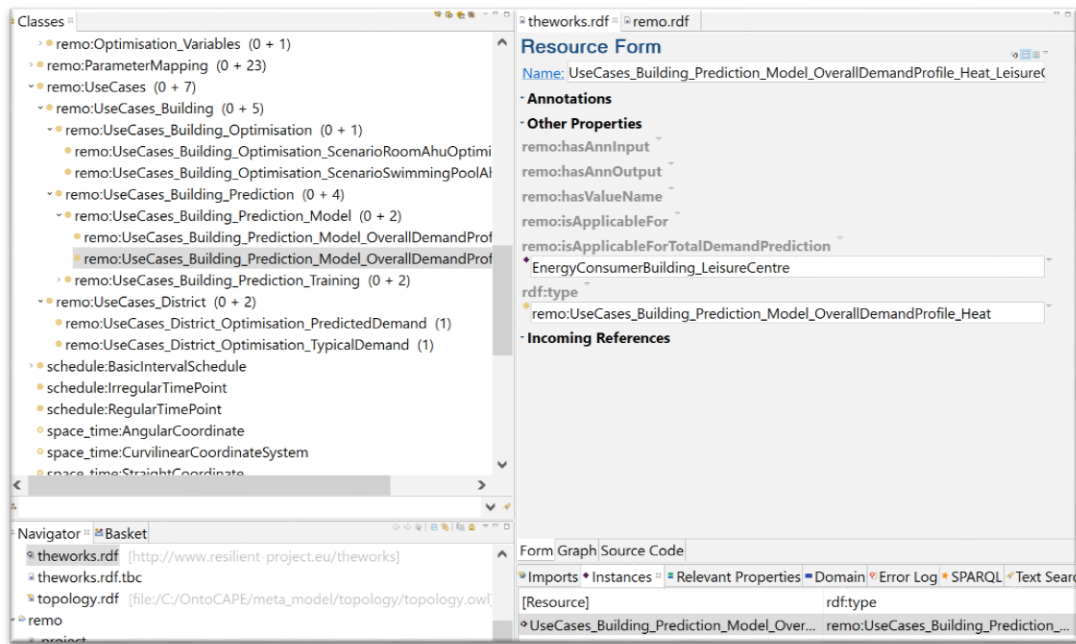 Classes
remo:Optimisation_Variables (0 + 1)
remo:ParameterMapping (0 + 23)
remo:UseCases (0 + 7)
remo:UseCases_Building (0 + 5)
remo:UseCases_Building_Optimisation (0 + 1)
remo:UseCases_Building_Optimisation_ScenarioRoomAhuOptimi
remo:UseCases_Building_Optimisation_ScenarioSwimmingPoolAl
remo:UseCases_Building_Prediction (0 + 4)
remo:UseCases_Building_Prediction_Model (0 + 2)
remo:UseCases_Building_Prediction_Model_OverallDemandProf
remo:UseCases_Building_Prediction_Model_OverallDemandProf
remo:UseCases_Building_Prediction_Training (0 + 2)
remo:UseCases_District (0 + 2)
remo:UseCases_District_Optimisation_PredictedDemand (1)
remo:UseCases_District_Optimisation_TypicalDemand (1)
schedule:BasicIntervalSchedule
schedule:IrregularTimePoint
schedule:RegularTimePoint
space_time:AngularCoordinate
space_time:CurvilinearCoordinateSystem
space_time:StraightCoordinate
Navigator Basket
theworks.rdf [http://www.resilient-project.eu/theworks]
theworks.rdf.tbc
topology.rdf [file:/C:/OntoCAPE/meta_model/topology/topology.owl]
remo
.project
theworks.rdf remo.rdf
Resource Form
Name: UseCases_Building_Prediction_Model_OverallDemandProfile_Heat_LeisureC
Annotations
Other Properties
remo:hasAnnInput
remo:hasAnnOutput
remo:hasValueName
remo:isApplicableFor
remo:isApplicableForTotalDemandPrediction
EnergyConsumerBuilding_LeisureCentre
rdf:type
remo:UseCases_Building_Prediction_Model_OverallDemandProfile_Heat
Incoming References
Form Graph Source Code
Imports Instances Relevant Properties Domain Error Log SPARQL Text Searc
[Resource] rdf:type
UseCases_Building_Prediction_Model_Over... remo:UseCases_Building_Prediction_...